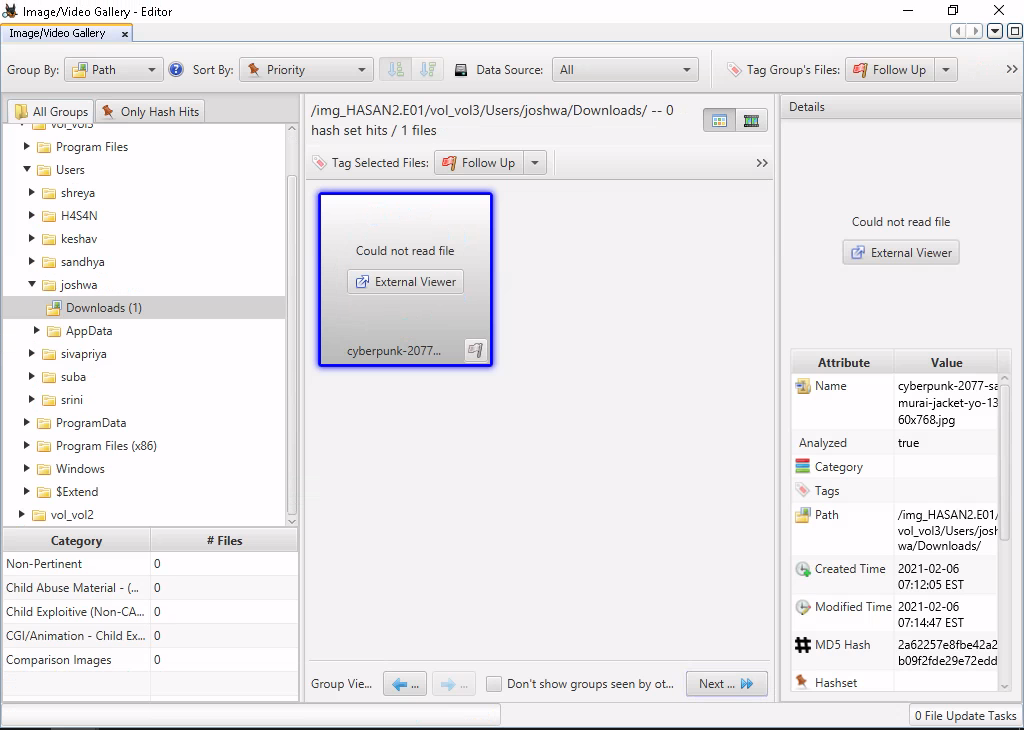 Image/Video Gallery - Editor
Image/Video Gallery
Group By: Path Sort By: Priority Data Source: All Tag Group's Files: Follow Up
All Groups Only Hash Hits
vol_vol3
Program Files
Users
shreya
H4S4N
keshav
sandhya
joshwa
Downloads (1)
AppData
sivapriya
suba
srini
ProgramData
Program Files (x86)
Windows
$Extend
vol_vol2
Category # Files
Non-Pertinent 0
Child Abuse Material - (... 0
Child Exploitive (Non-CA... 0
CGI/Animation - Child Ex... 0
Comparison Images 0
/img_HASAN2.E01/vol_vol3/Users/joshwa/Downloads/ -- 0
hash set hits / 1 files
Tag Selected Files: Follow Up
Could not read file
External Viewer
cyberpunk-2077...
Group Vie... ... ... Don't show groups seen by ot... Next ...
Details
Could not read file
External Viewer
Attribute Value
Name cyberpunk-2077-sa
murai-jacket-yo-13
60x768.jpg
Analyzed true
Category
Tags
Path /img_HASAN2.E01/
vol_vol3/Users/josh
wa/Downloads/
Created Time 2021-02-06
07:12:05 EST
Modified Time 2021-02-06
07:14:47 EST
MD5 Hash 2a62257e8fbe42a2
b09f2fde29e72edd
Hashset
0 File Update Tasks